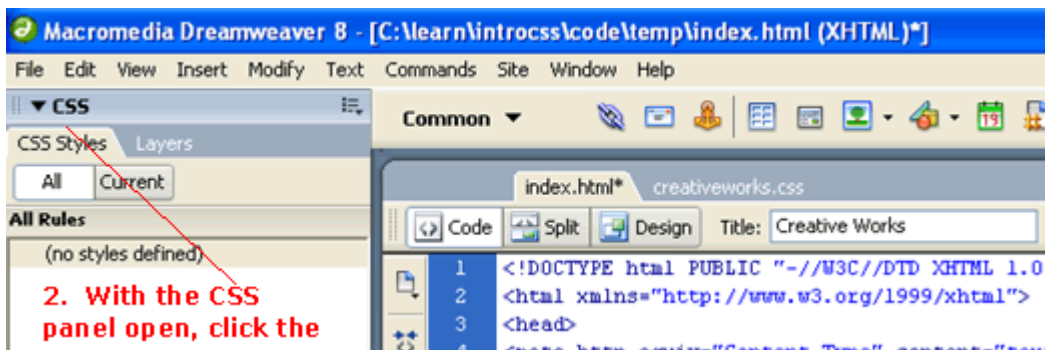 Macromedia Dreamweaver 8 - [C:\learn\introcss\code\temp\index.html (XHTML)*]
File Edit View Insert Modify Text Commands Site Window Help
CSS
Common
19
CSS Styles Layers
All Current
index.html* creativeworks.css
All Rules
Code Split Design Title: Creative Works
(no styles defined)
1 <!DOCTYPE html PUBLIC "-//W3C//DTD XHTML 1.0
2 <html xmlns="http://www.w3.org/1999/xhtml">
3 <head>
2. With the CSS
panel open, click the